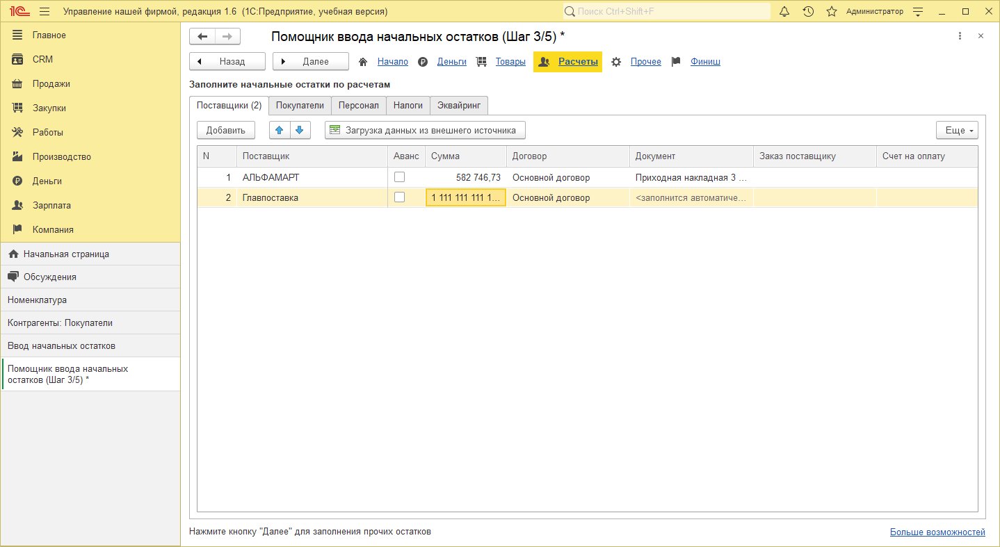 1С Управление нашей фирмой, редакция 1.6 (1С:Предприятие, учебная версия) Поиск Ctrl+Shift+F Администратор
Главное
CRM
Продажи
Закупки
Работы
Производство
Деньги
Зарплата
Компания
Начальная страница
Обсуждения
Номенклатура
Контрагенты: Покупатели
Ввод начальных остатков
Помощник ввода начальных
остатков (Шаг 3/5) *
Помощник ввода начальных остатков (Шаг 3/5) *
Назад Далее Начало Деньги Товары Расчеты Прочее Финиш
Заполните начальные остатки по расчетам
Поставщики (2) Покупатели Персонал Налоги Эквайринг
Добавить Загрузка данных из внешнего источника Еще
N Поставщик Аванс Сумма Договор Документ Заказ поставщику Счет на оплату
1 АЛЬФАМАРТ 582 746,73 Основной договор Приходная накладная 3 ...
2 Главпоставка 1 111 111 111 1... Основной договор <заполнится автоматиче...
Нажмите кнопку "Далее" для заполнения прочих остатков Больше возможностей